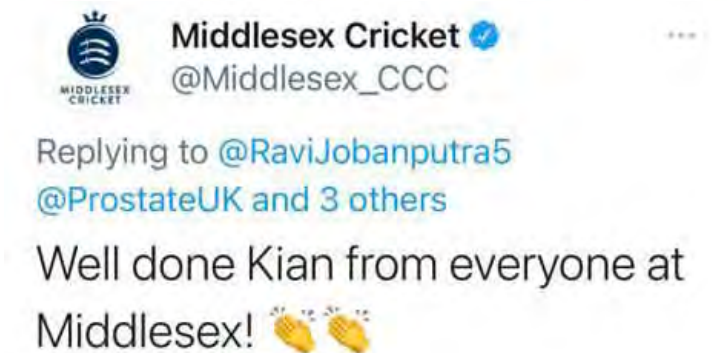 Middlesex Cricket
@Middlesex_CCC
MIDDLESEX
CRICKET
Replying to @RaviJobanputra5
@ProstateUK and 3 others
Well done Kian from everyone at
Middlesex! 👏👏